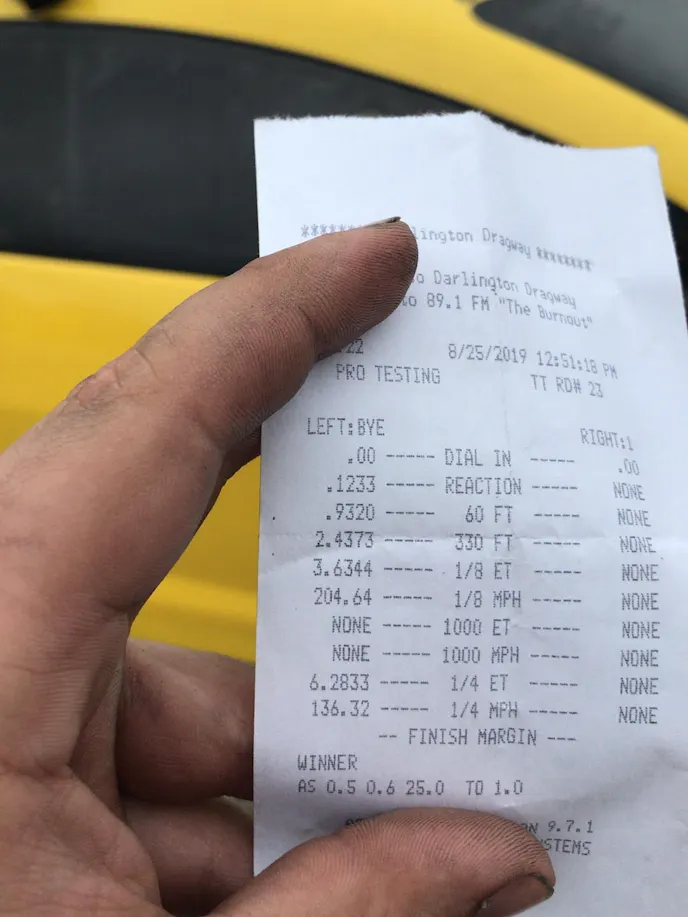 ******** lington Dragway ********
o Darlington Dragway
to 89.1 FM "The Burnout"
22 8/25/2019 12:51:18 PM
PRO TESTING TT RD# 23
LEFT:BYE RIGHT:1
.00 ----- DIAL IN ----- .00
.1233 ----- REACTION ----- NONE
.9320 ----- 60 FT ----- NONE
2.4373 ----- 330 FT ----- NONE
3.6344 ----- 1/8 ET ----- NONE
204.64 ----- 1/8 MPH ----- NONE
NONE ----- 1000 ET ----- NONE
NONE ----- 1000 MPH ----- NONE
6.2833 ----- 1/4 ET ----- NONE
136.32 ----- 1/4 MPH ----- NONE
-- FINISH MARGIN ---
WINNER
AS 0.5 0.6 25.0 TO 1.0
ON 9.7.1
STEMS